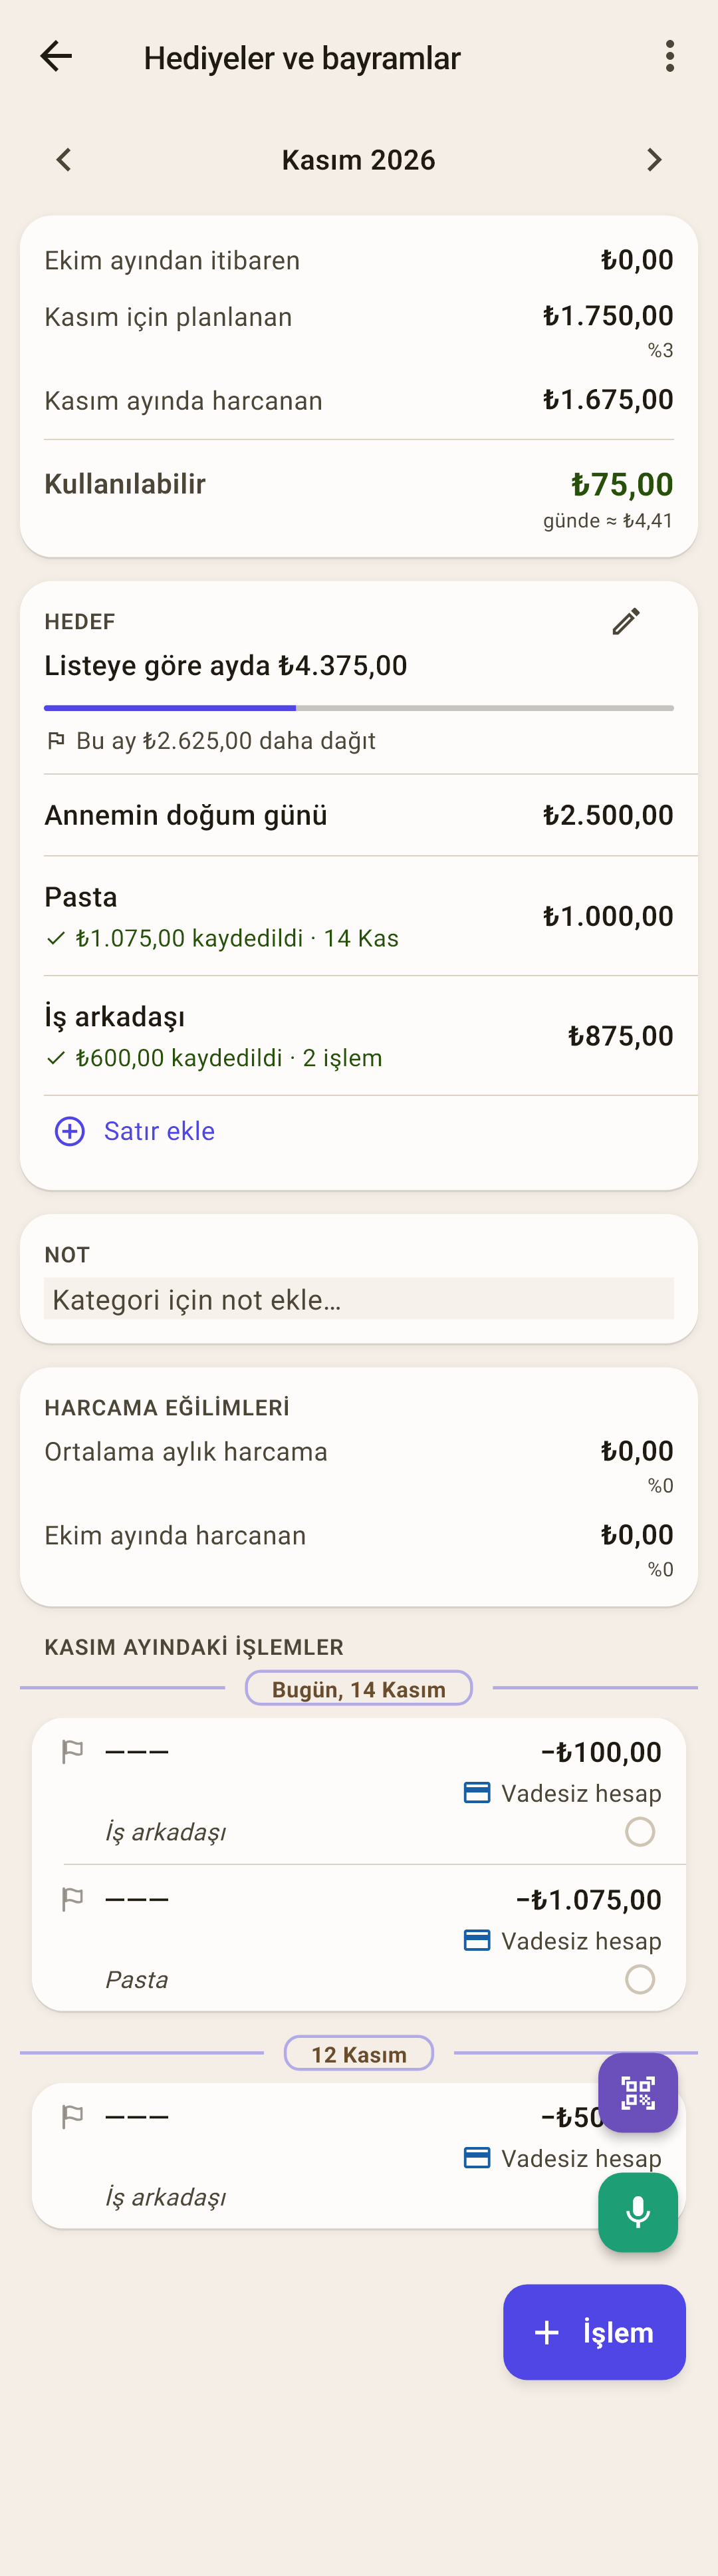 Hediyeler ve bayramlar
Kasım 2026
Ekim ayından itibaren ₺0,00
Kasım için planlanan ₺1.750,00
%3
Kasım ayında harcanan ₺1.675,00
Kullanılabilir ₺75,00
günde ≈ ₺4,41
HEDEF
Listeye göre ayda ₺4.375,00
Bu ay ₺2.625,00 daha dağıt
Annemin doğum günü ₺2.500,00
Pasta ₺1.000,00
₺1.075,00 kaydedildi · 14 Kas
İş arkadaşı ₺875,00
₺600,00 kaydedildi · 2 işlem
Satır ekle
NOT
Kategori için not ekle…
HARCAMA EĞİLİMLERİ
Ortalama aylık harcama ₺0,00
%0
Ekim ayında harcanan ₺0,00
%0
KASIM AYINDAKİ İŞLEMLER
Bugün, 14 Kasım
——— −₺100,00
Vadesiz hesap
İş arkadaşı
——— −₺1.075,00
Vadesiz hesap
Pasta
12 Kasım
——— −₺50
Vadesiz hesap
İş arkadaşı
+ İşlem